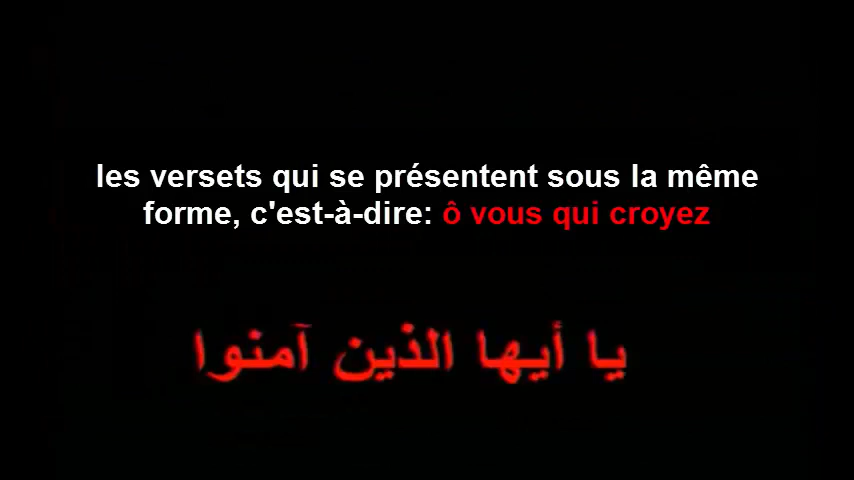 les versets qui se présentent sous la même
forme, c'est-à-dire: ô vous qui croyez
يا أيها الذين آمنوا